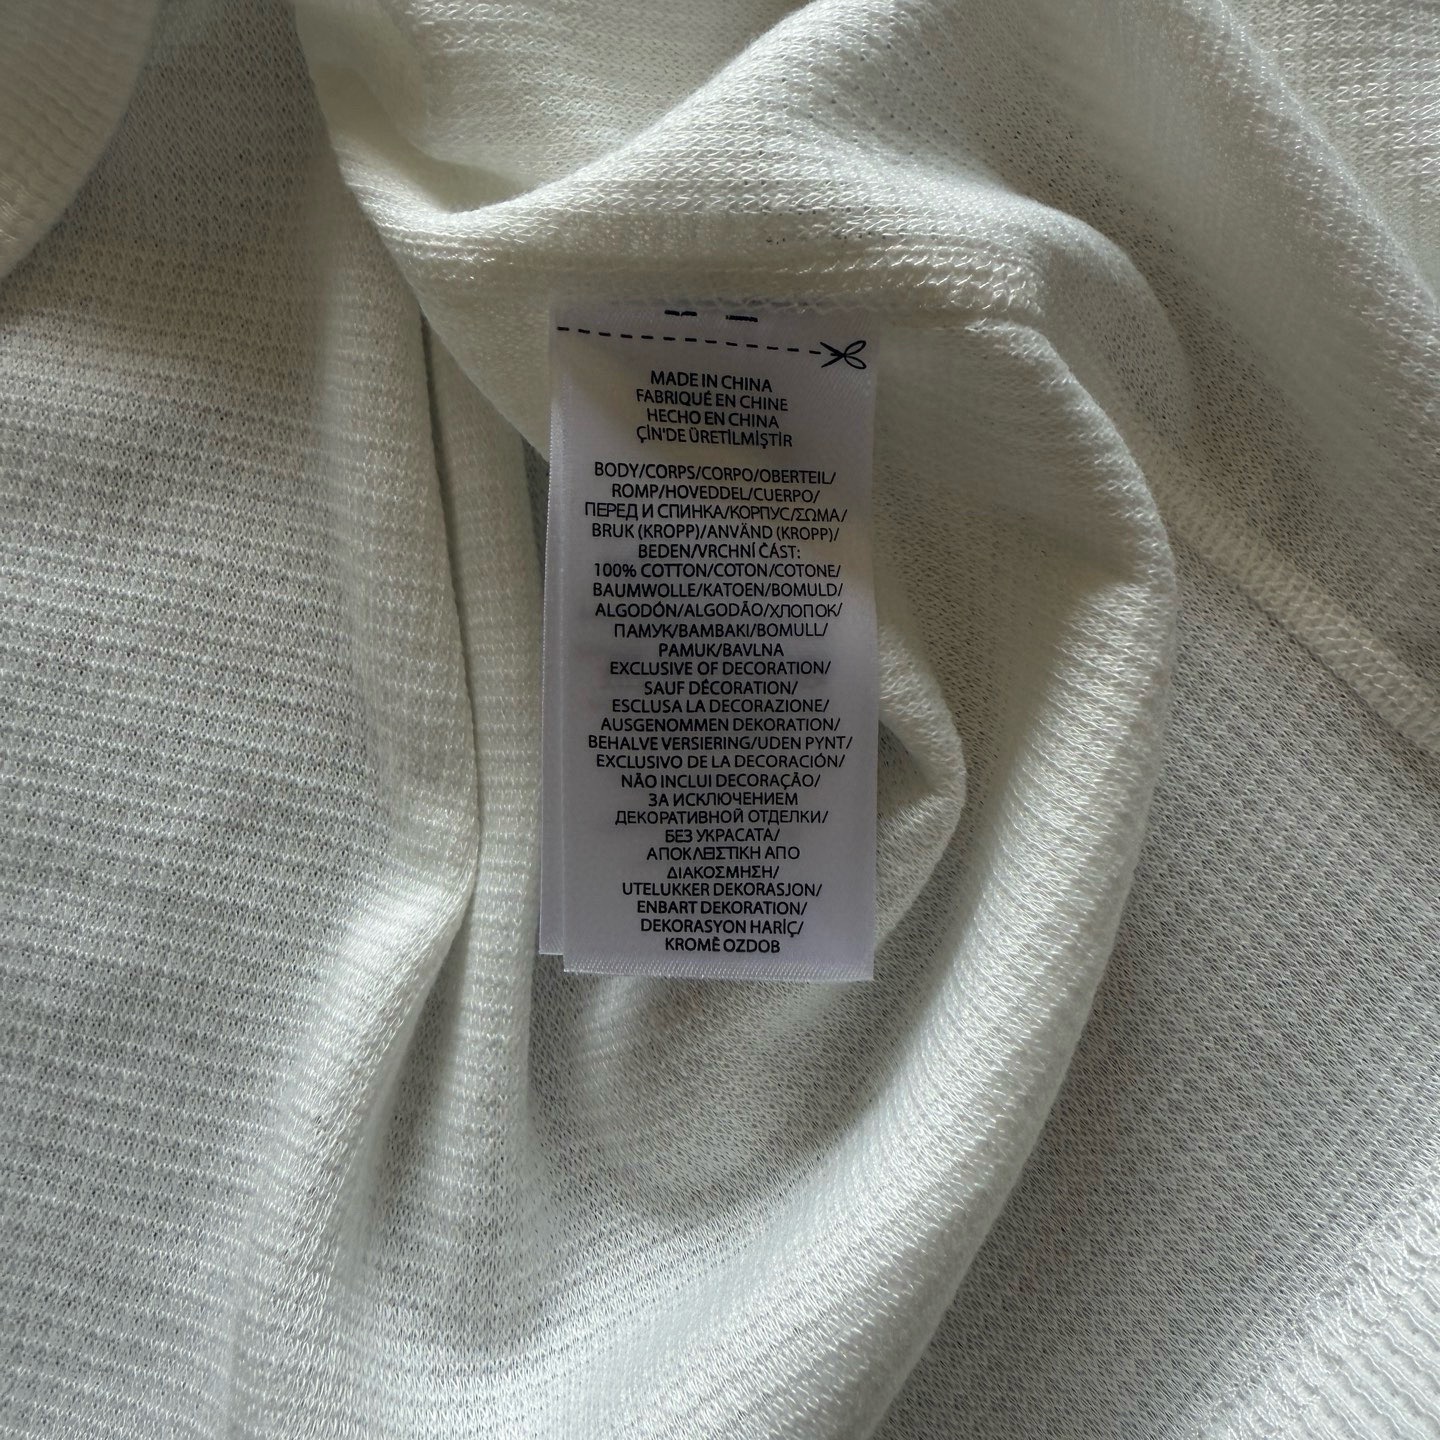 MADE IN CHINA
FABRIQUÉ EN CHINE
HECHO EN CHINA
ÇİN'DE ÜRETİLMİŞTİR
BODY/CORPS/CORPO/OBERTEIL/
ROMP/HOVEDDEL/CUERPO/
ПЕРЕД И СПИНКА/КОРПУС/ΣΩΜΑ/
BRUK (KROPP)/ANVÄND (KROPP)/
BEDEN/VRCHNÍ ČÁST:
100% COTTON/COTON/COTONE/
BAUMWOLLE/KATOEN/BOMULD/
ALGODÓN/ALGODÃO/ХЛОПОК/
ПАМУК/ΒΑΜΒΑΚΙ/BOMULL/
PAMUK/BAVLNA
EXCLUSIVE OF DECORATION/
SAUF DÉCORATION/
ESCLUSA LA DECORAZIONE/
AUSGENOMMEN DEKORATION/
BEHALVE VERSIERING/UDEN PYNT/
EXCLUSIVO DE LA DECORACIÓN/
NÃO INCLUI DECORAÇÃO/
ЗА ИСКЛЮЧЕНИЕМ
ДЕКОРАТИВНОЙ ОТДЕЛКИ/
БЕЗ УКРАСАТА/
ΑΠΟΚΛΕΙΣΤΙΚΗ ΑΠΟ
ΔΙΑΚΟΣΜΗΣΗ/
UTELUKKER DEKORASJON/
ENBART DEKORATION/
DEKORASYON HARİÇ/
KROMĚ OZDOB